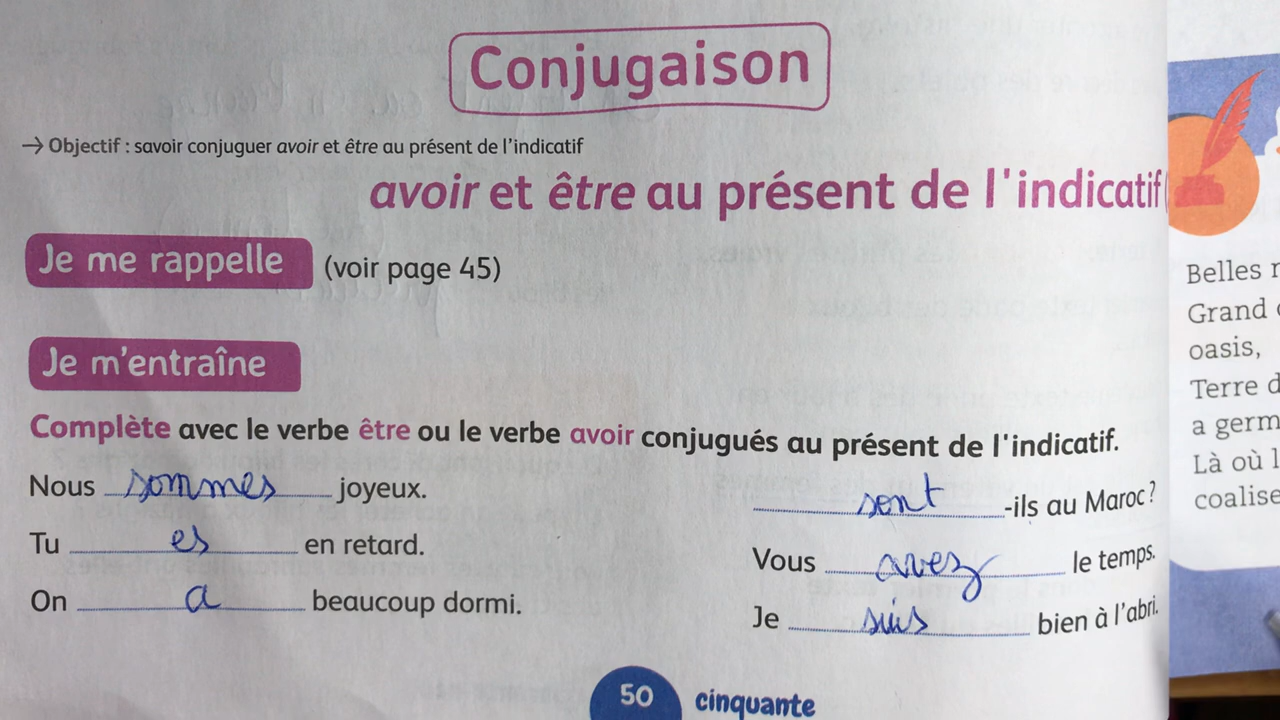 Conjugaison
→ Objectif : savoir conjuguer avoir et être au présent de l'indicatif
avoir et être au présent de l'indicatif
Je me rappelle (voir page 45)
Je m'entraîne
Complète avec le verbe être ou le verbe avoir conjugués au présent de l'indicatif.
Nous sommes joyeux.
Tu es en retard.
On a beaucoup dormi.
sont -ils au Maroc ?
Vous avez le temps.
Je suis bien à l'abri.
50 cinquante
Belles
Grand
oasis,
Terre
a germ
Là où
coalise